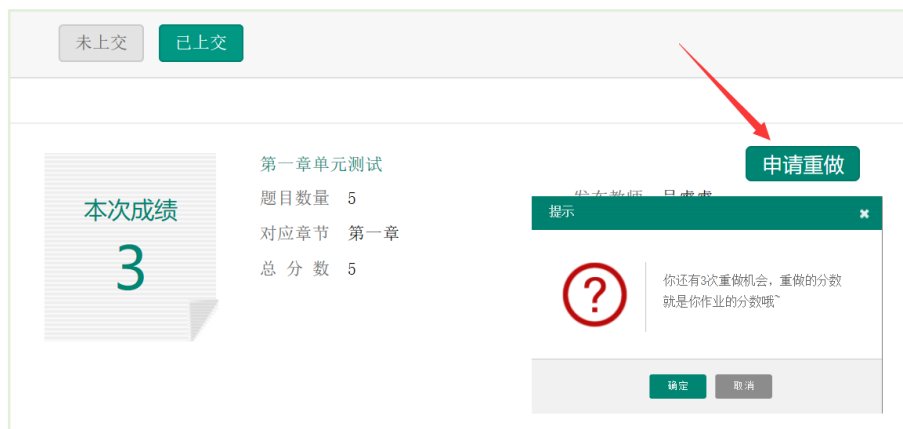 未上交 已上交
申请重做
本次成绩
3
第一章单元测试
题目数量 5
对应章节 第一章
总 分 数 5
提示
你还有3次重做机会，重做的分数
就是你作业的分数哦~
确定 取消